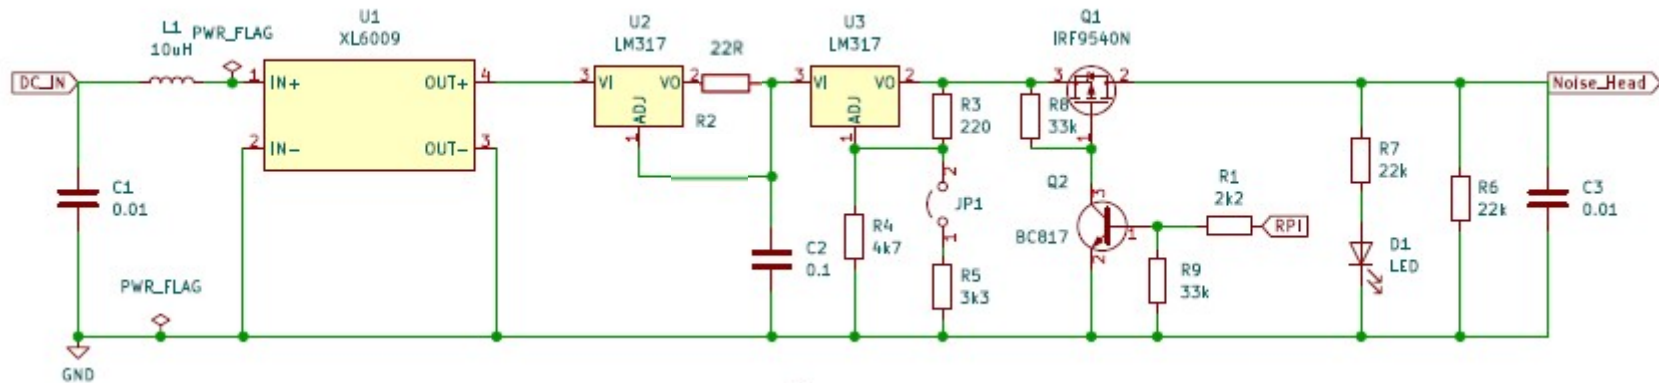 L1
10uH
PWR_FLAG
U1
XL6009
U2
LM317
22R
U3
LM317
Q1
IRF9540N
DC_IN
1
IN+
OUT+
4
3
VI
VO
2
ADJ
1
R2
3
VI
VO
2
ADJ
1
R3
220
R8
33k
3
2
1
Noise_Head
2
IN-
OUT-
3
C1
0.01
2
JP1
1
Q2
BC817
3
1
2
R1
2k2
RPI
R7
22k
R6
22k
C3
0.01
R4
4k7
C2
0.1
R5
3k3
R9
33k
D1
LED
PWR_FLAG
GND